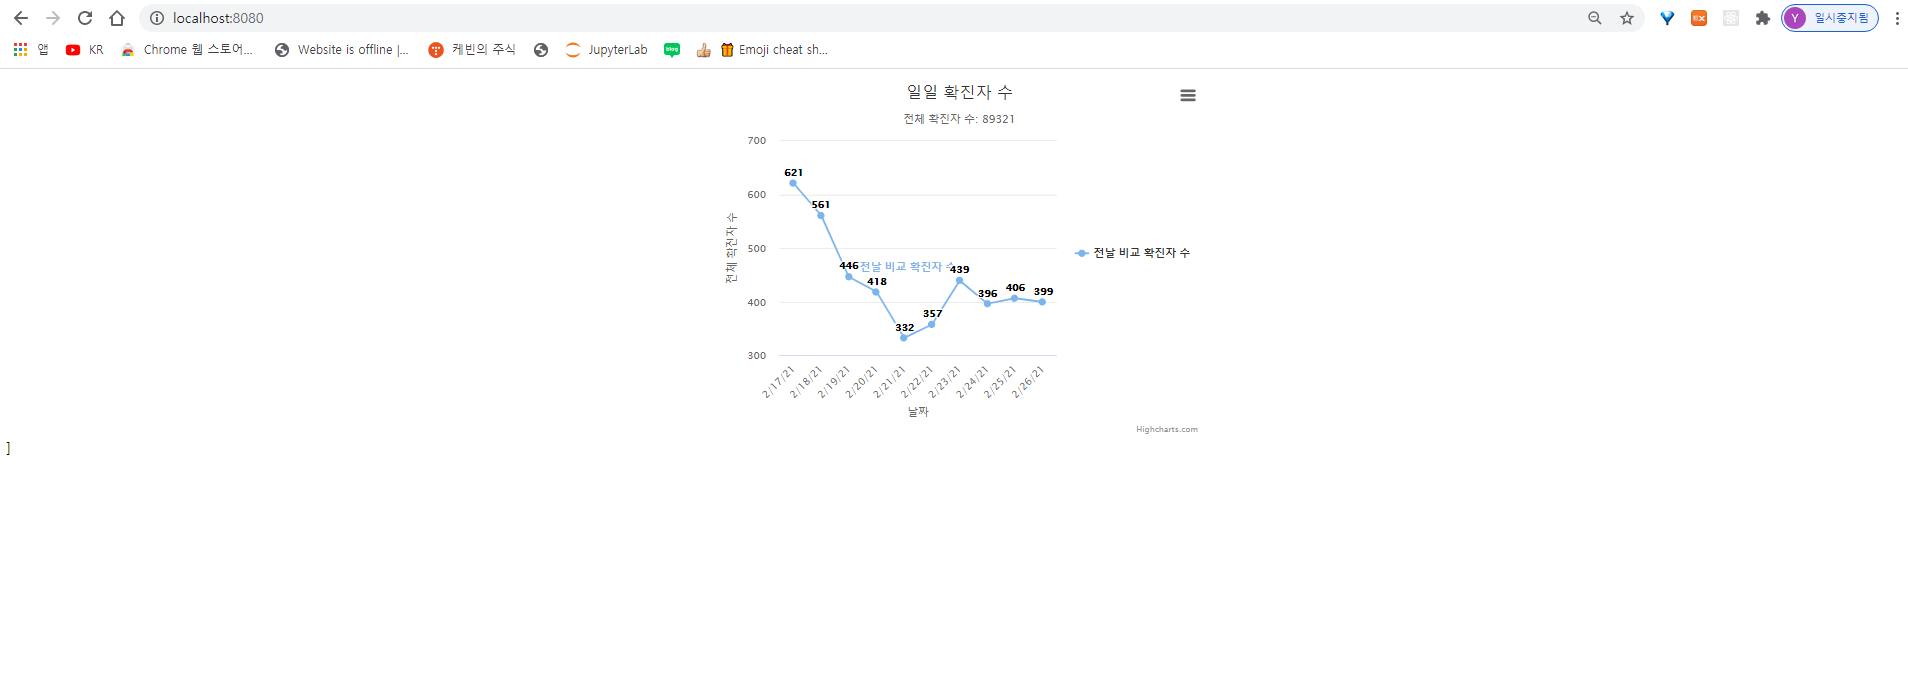 localhost:8080
Y 일시중지됨
앱 KR Chrome 웹 스토어... Website is offline |... 케빈의 주식 JupyterLab blog Emoji cheat sh...
일일 확진자 수
전체 확진자 수: 89321
전체 확진자 수
700
600
500
400
300
621
561
446
418
332
357
439
396
406
399
전날 비교 확진자 수
전날 비교 확진자 수
2/17/21
2/18/21
2/19/21
2/20/21
2/21/21
2/22/21
2/23/21
2/24/21
2/25/21
2/26/21
날짜
Highcharts.com
]